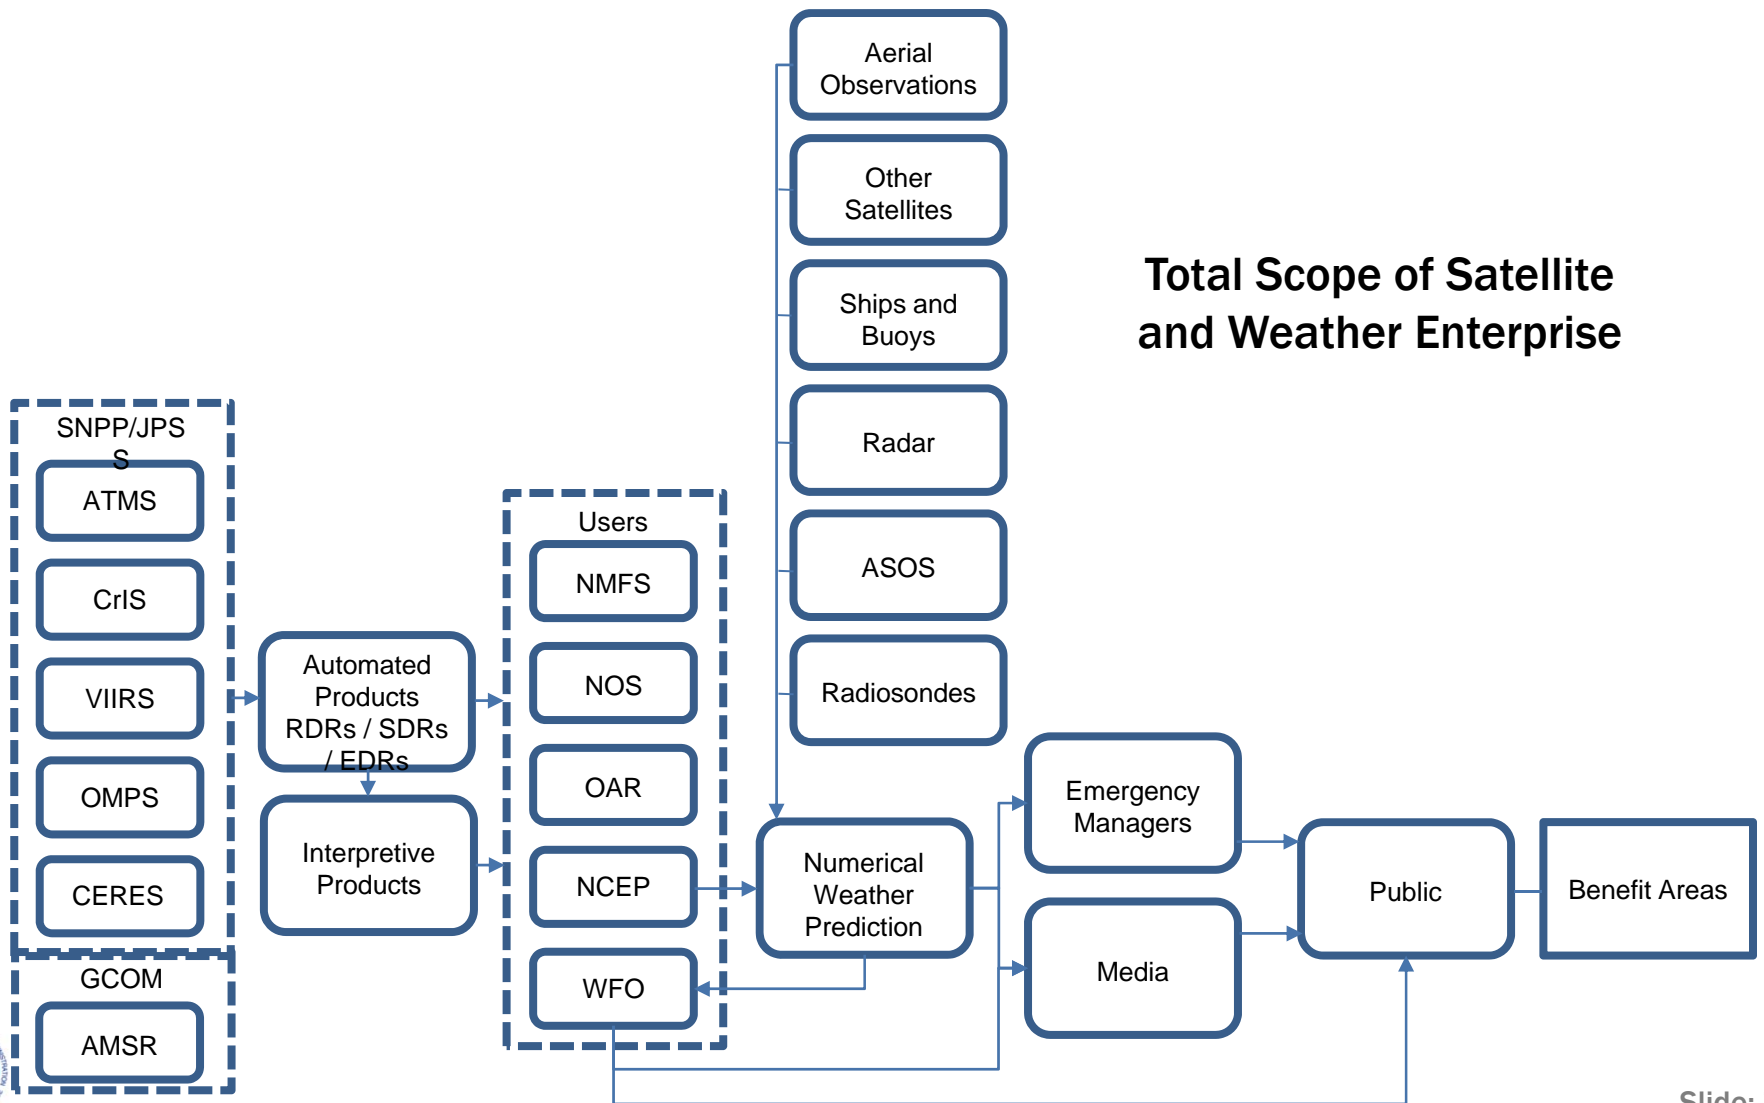 Aerial
Observations
Other
Satellites
Ships and
Buoys
Radar
ASOS
Radiosondes
Total Scope of Satellite
and Weather Enterprise
SNPP/JPS
S
ATMS
CrIS
VIIRS
OMPS
CERES
GCOM
AMSR
Automated
Products
RDRs / SDRs
/ EDRs
Interpretive
Products
Users
NMFS
NOS
OAR
NCEP
WFO
Numerical
Weather
Prediction
Emergency
Managers
Media
Public
Benefit Areas
Slide: